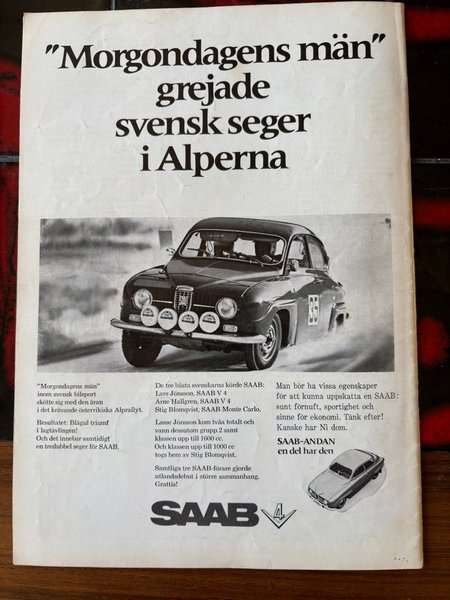 "Morgondagens män"
grejade
svensk seger
i Alperna
"Morgondagens män"
inom svensk bilsport
skötte sig med den äran
i det krävande österrikiska Alprallyt.
Resultatet: Blågul triumf
i lagtävlingen!
Och det innebar samtidigt
en tredubbel seger för SAAB.
De tre bästa svenskarna körde SAAB:
Lars Jönsson, SAAB V 4
Arne Hallgren, SAAB V 4
Stig Blomqvist, SAAB Monte Carlo.
Lasse Jönsson kom tvåa totalt och
vann dessutom grupp 2 samt
klassen upp till 1600 cc.
Och klassen upp till 1000 cc
toga hem av Stig Blomqvist.
Samtliga tre SAAB-förare gjorde
utlandsdebut i större sammanhang.
Grattis!
Man bör ha vissa egenskaper
för att kunna uppskatta en SAAB:
sunt förnuft, sportighet och
sinne för ekonomi. Tänk efter!
Kanske har Ni dom.
SAAB-ANDAN
en del har den
SAAB V4